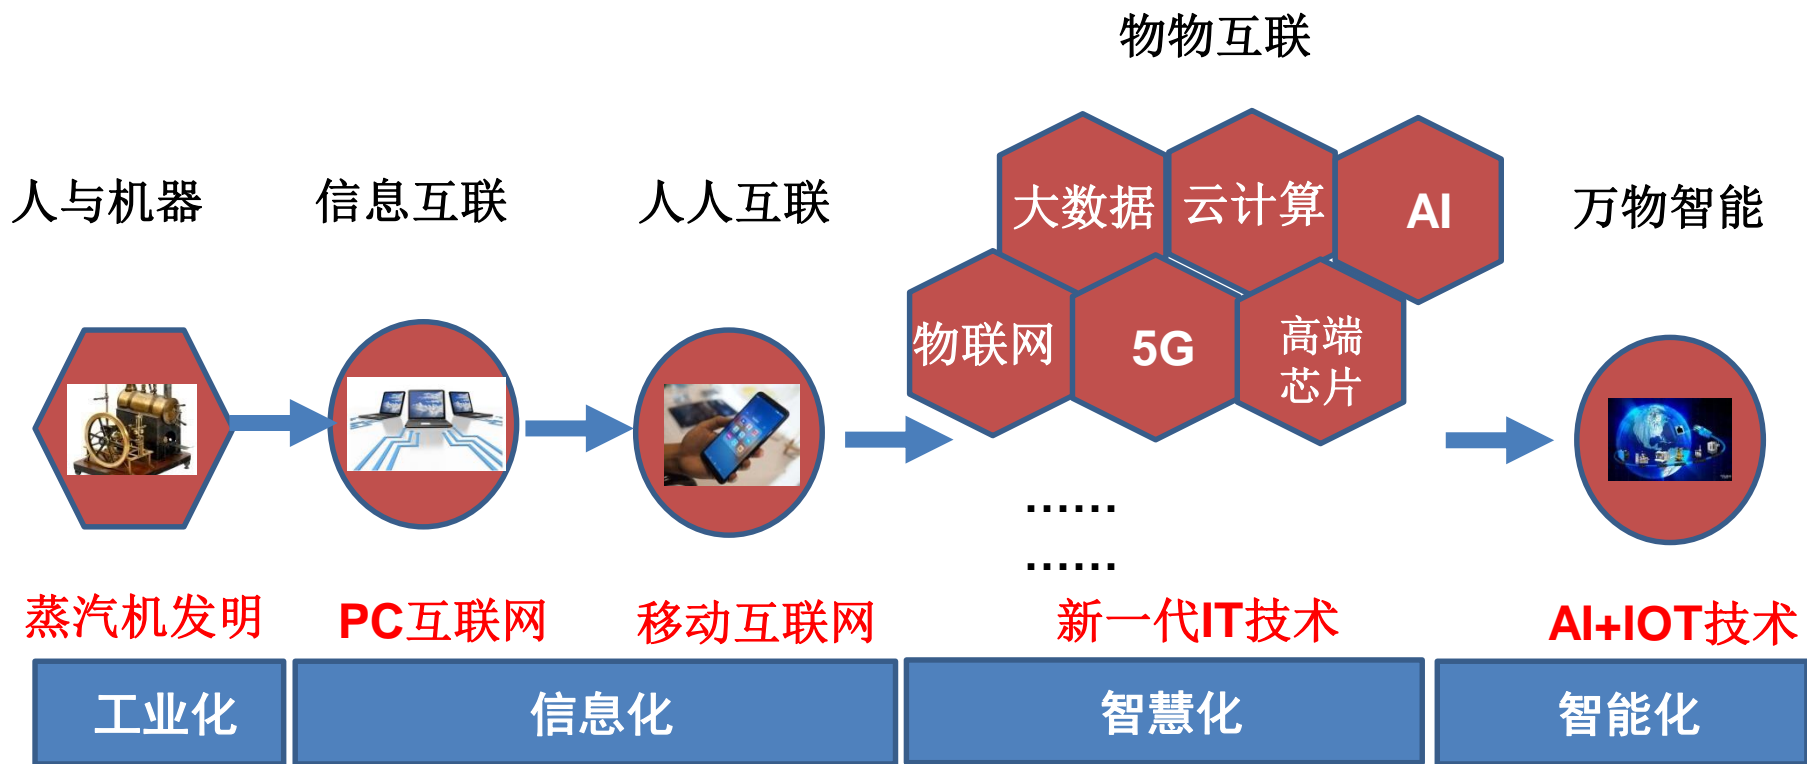 物物互联
人与机器
信息互联
人人互联
万物智能
大数据
云计算
AI
物联网
5G
高端
芯片
……
……
蒸汽机发明
PC互联网
移动互联网
新一代IT技术
AI+IOT技术
工业化
信息化
智慧化
智能化